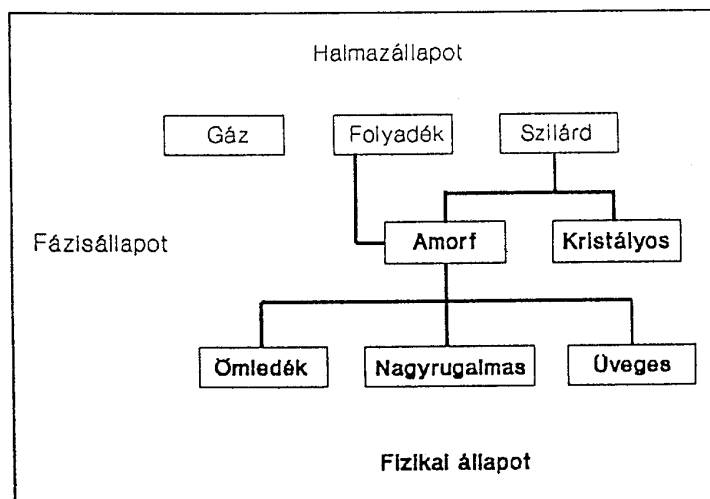 Halmazállapot
Gáz Folyadék Szilárd
Fázisállapot Amorf Kristályos
Ömledék Nagyrugalmas Üveges
Fizikai állapot